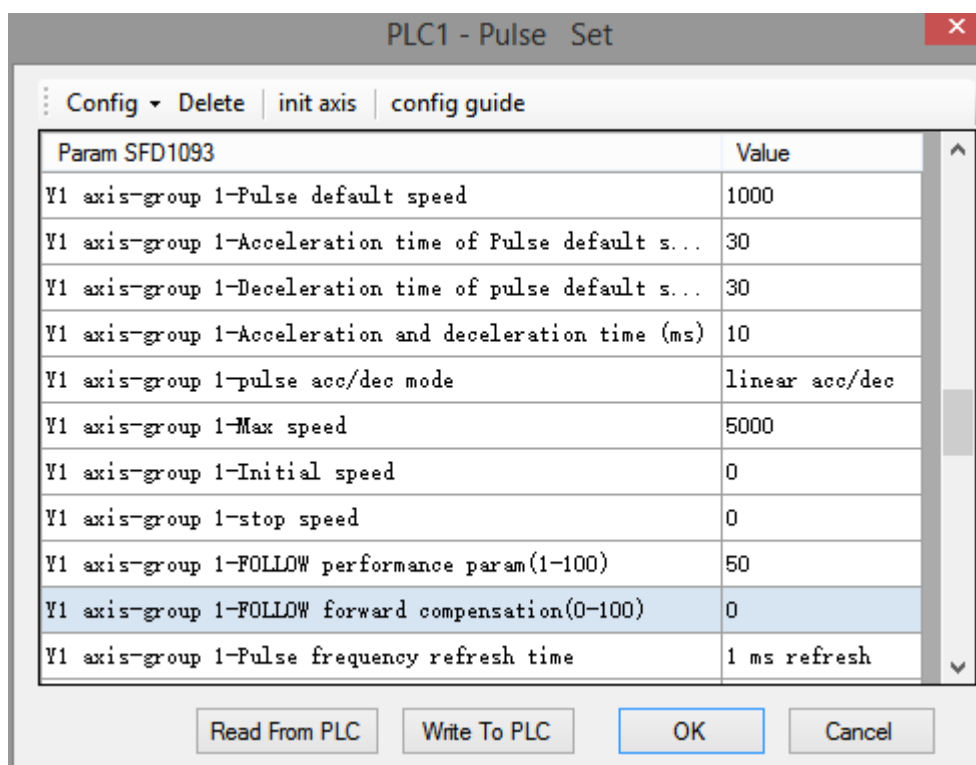 PLC1 - Pulse Set
×
Config Delete init axis config guide
Param SFD1093 Value
Y1 axis-group 1-Pulse default speed 1000
Y1 axis-group 1-Acceleration time of Pulse default s... 30
Y1 axis-group 1-Deceleration time of pulse default s... 30
Y1 axis-group 1-Acceleration and deceleration time (ms) 10
Y1 axis-group 1-pulse acc/dec mode linear acc/dec
Y1 axis-group 1-Max speed 5000
Y1 axis-group 1-Initial speed 0
Y1 axis-group 1-stop speed 0
Y1 axis-group 1-FOLLOW performance param(1-100) 50
Y1 axis-group 1-FOLLOW forward compensation(0-100) 0
Y1 axis-group 1-Pulse frequency refresh time 1 ms refresh
Read From PLC Write To PLC OK Cancel